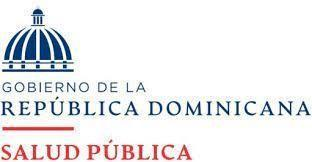 GOBIERNO DE LA
REPÚBLICA DOMINICANA
SALUD PÚBLICA